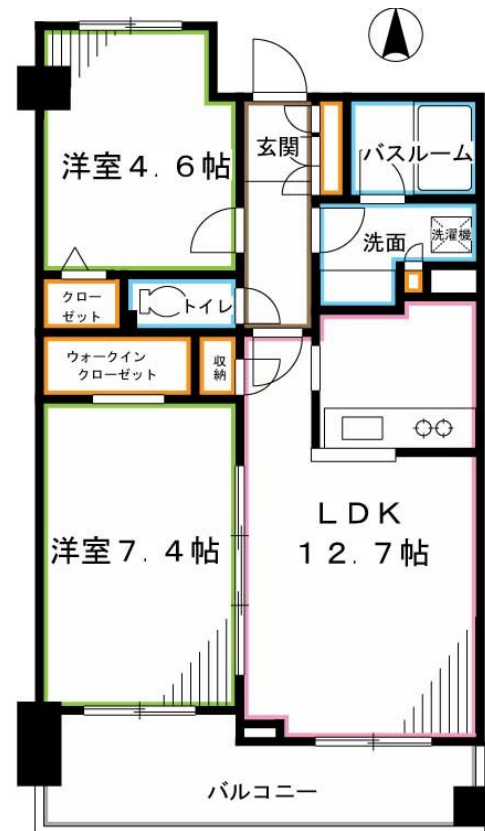 玄関
バスルーム
洋室4.6帖
洗面
洗濯機
クロー
ゼット
トイレ
ウォークイン
クローゼット
収
納
LDK
12.7帖
洋室7.4帖
バルコニー